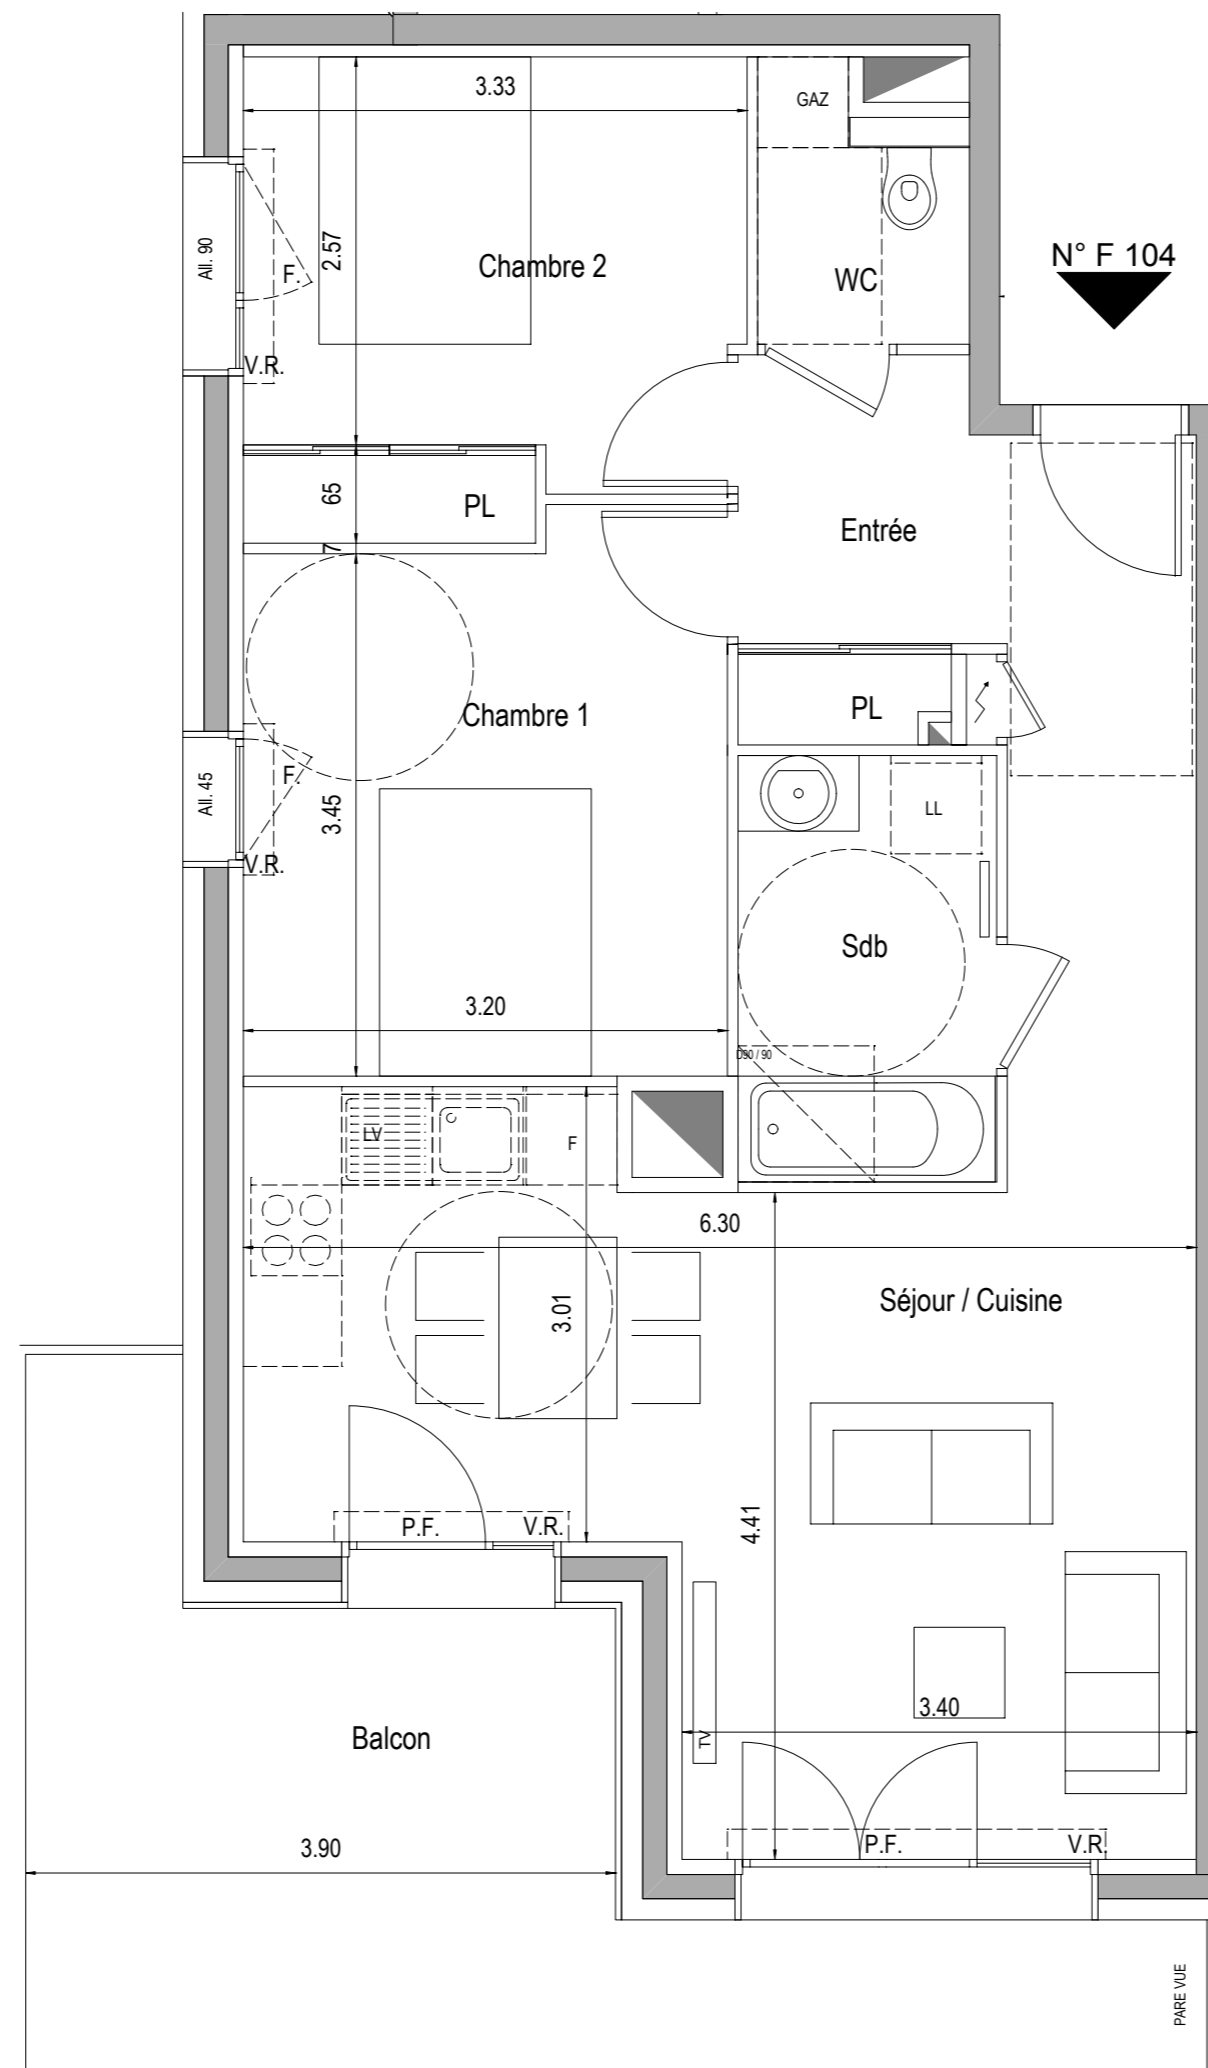 3.33
GAZ
All. 90
F.
2.57
Chambre 2
WC
N° F 104
V.R.
65
PL
Entrée
7
Chambre 1
PL
All. 45
F.
3.45
LL
V.R.
Sdb
3.20
D90 / 90
LV
F
6.30
Séjour / Cuisine
3.01
4.41
P.F.
V.R.
3.40
TV
Balcon
3.90
P.F.
V.R.
PARE VUE